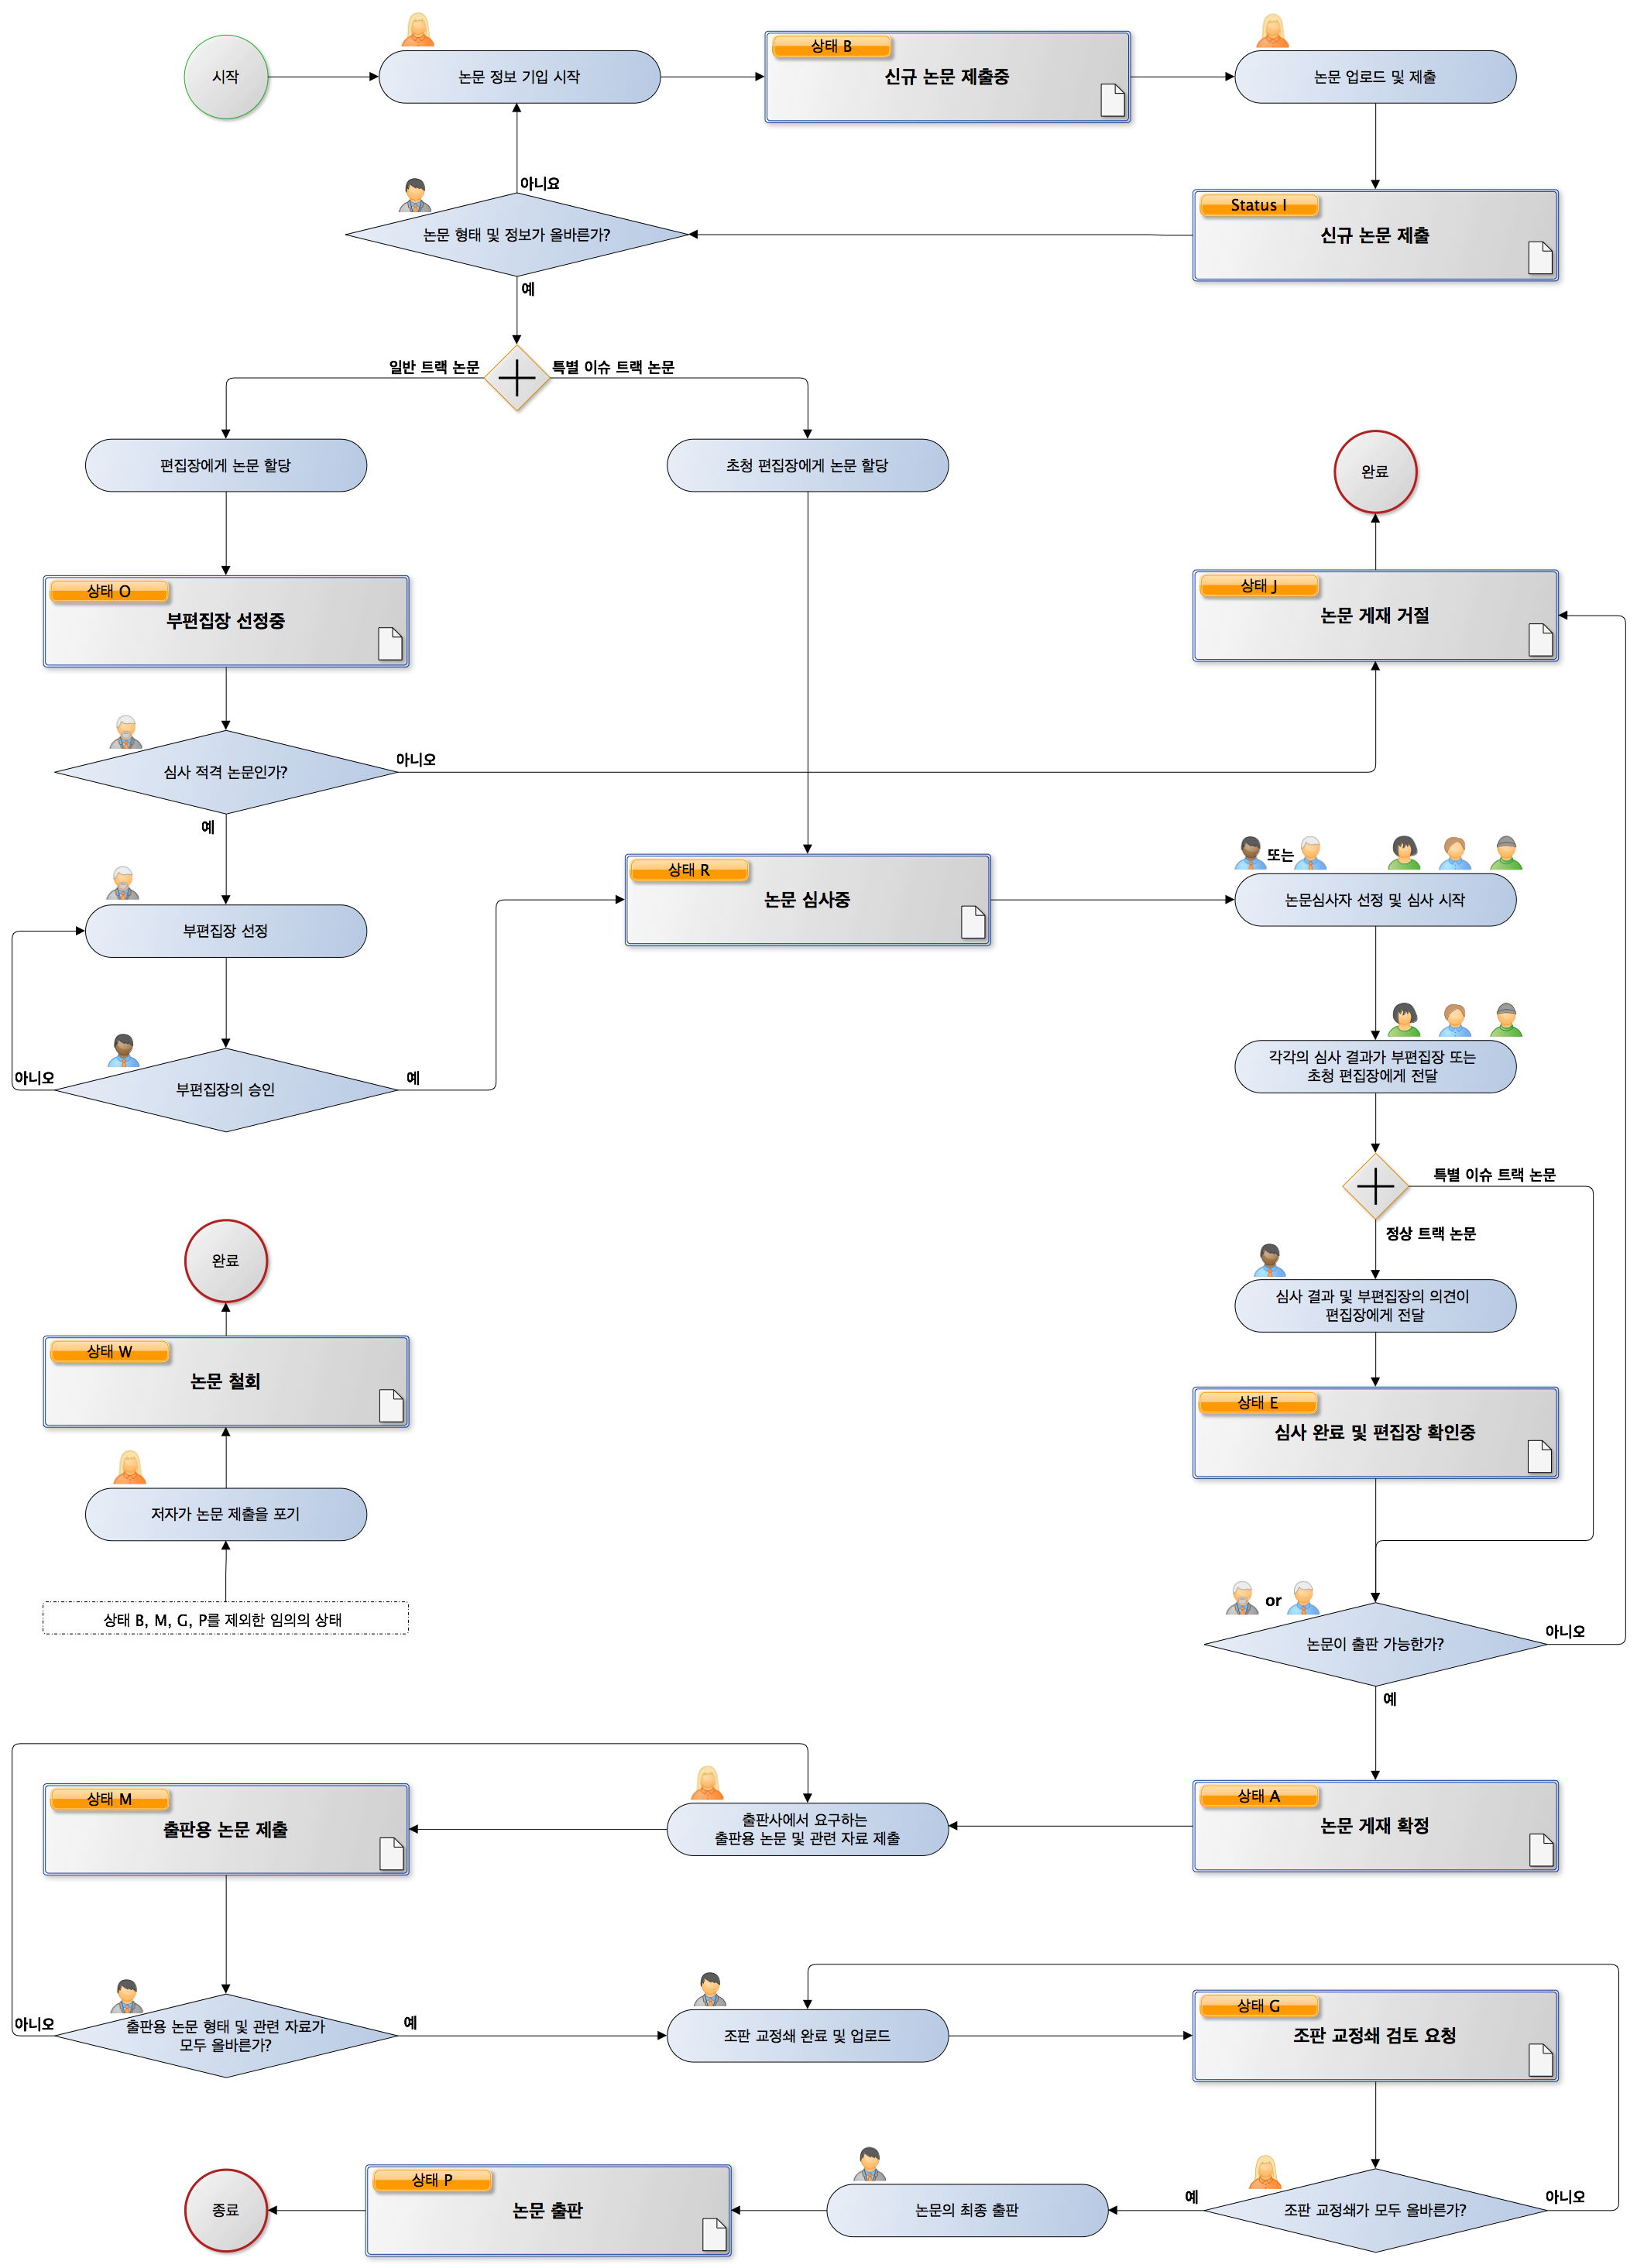 시작
논문 정보 기입 시작
상태 B
신규 논문 제출중
논문 업로드 및 제출
아니요
논문 형태 및 정보가 올바른가?
Status I
신규 논문 제출
예
일반 트랙 논문
특별 이슈 트랙 논문
편집장에게 논문 할당
초청 편집장에게 논문 할당
완료
상태 O
부편집장 선정중
상태 J
논문 게재 거절
심사 적격 논문인가?
아니오
예
부편집장 선정
상태 R
논문 심사중
또는
논문심사자 선정 및 심사 시작
아니오
부편집장의 승인
예
각각의 심사 결과가 부편집장 또는
초청 편집장에게 전달
특별 이슈 트랙 논문
정상 트랙 논문
완료
심사 결과 및 부편집장의 의견이
편집장에게 전달
상태 W
논문 철회
상태 E
심사 완료 및 편집장 확인중
저자가 논문 제출을 포기
상태 B, M, G, P를 제외한 임의의 상태
or
논문이 출판 가능한가?
아니오
예
상태 M
출판용 논문 제출
출판사에서 요구하는
출판용 논문 및 관련 자료 제출
상태 A
논문 게재 확정
아니오
출판용 논문 형태 및 관련 자료가
모두 올바른가?
예
조판 교정쇄 완료 및 업로드
상태 G
조판 교정쇄 검토 요청
종료
상태 P
논문 출판
논문의 최종 출판
예
조판 교정쇄가 모두 올바른가?
아니오